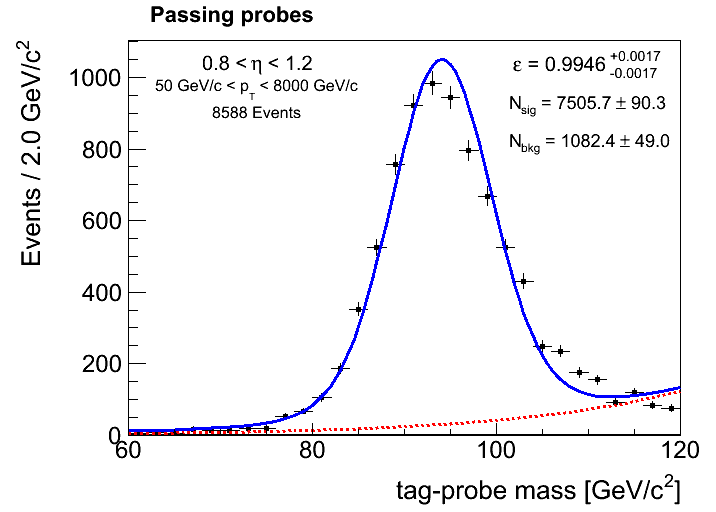 Passing probes
0.8 < η < 1.2
50 GeV/c < p_T < 8000 GeV/c
8588 Events
ε = 0.9946 +0.0017 -0.0017
N_sig = 7505.7 ± 90.3
N_bkg = 1082.4 ± 49.0
Events / 2.0 GeV/c²
1000
800
600
400
200
0
60 80 100 120
tag-probe mass [GeV/c²]